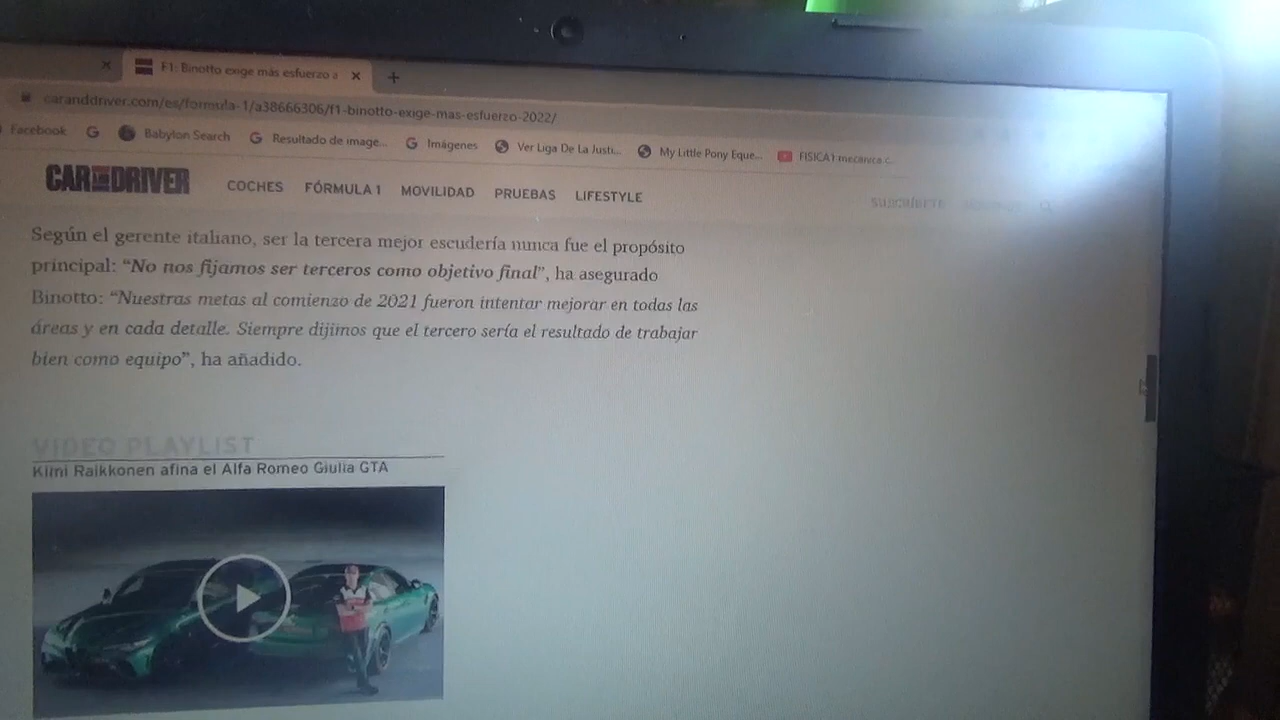 F1: Binotto exige más esfuerzo a
caranddriver.com/es/formula-1/a38666306/f1-binotto-exige-mas-esfuerzo-2022/
Facebook Babylon Search Resultado de image... Imágenes Ver Liga De La Justi... My Little Pony Eque... FISICA1 mecanica c...
CAR DRIVER COCHES FÓRMULA 1 MOVILIDAD PRUEBAS LIFESTYLE SUSCRÍBETE
Según el gerente italiano, ser la tercera mejor escudería nunca fue el propósito
principal: “No nos fijamos ser terceros como objetivo final”, ha asegurado
Binotto: “Nuestras metas al comienzo de 2021 fueron intentar mejorar en todas las
áreas y en cada detalle. Siempre dijimos que el tercero sería el resultado de trabajar
bien como equipo”, ha añadido.
VIDEO PLAYLIST
Kimi Raikkonen afina el Alfa Romeo Giulia GTA